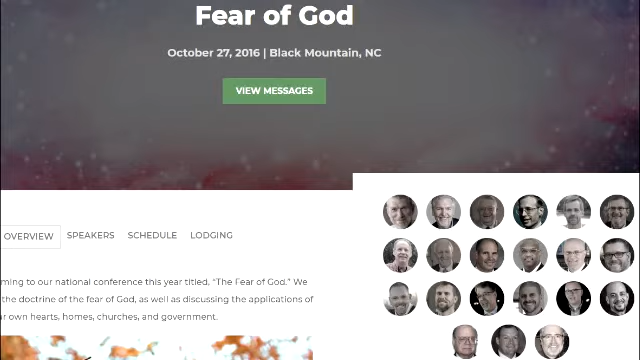 Fear of God
October 27, 2016 | Black Mountain, NC
VIEW MESSAGES
OVERVIEW
SPEAKERS
SCHEDULE
LODGING
ming to our national conference this year titled, "The Fear of God." We
the doctrine of the fear of God, as well as discussing the applications of
r own hearts, homes, churches, and government.